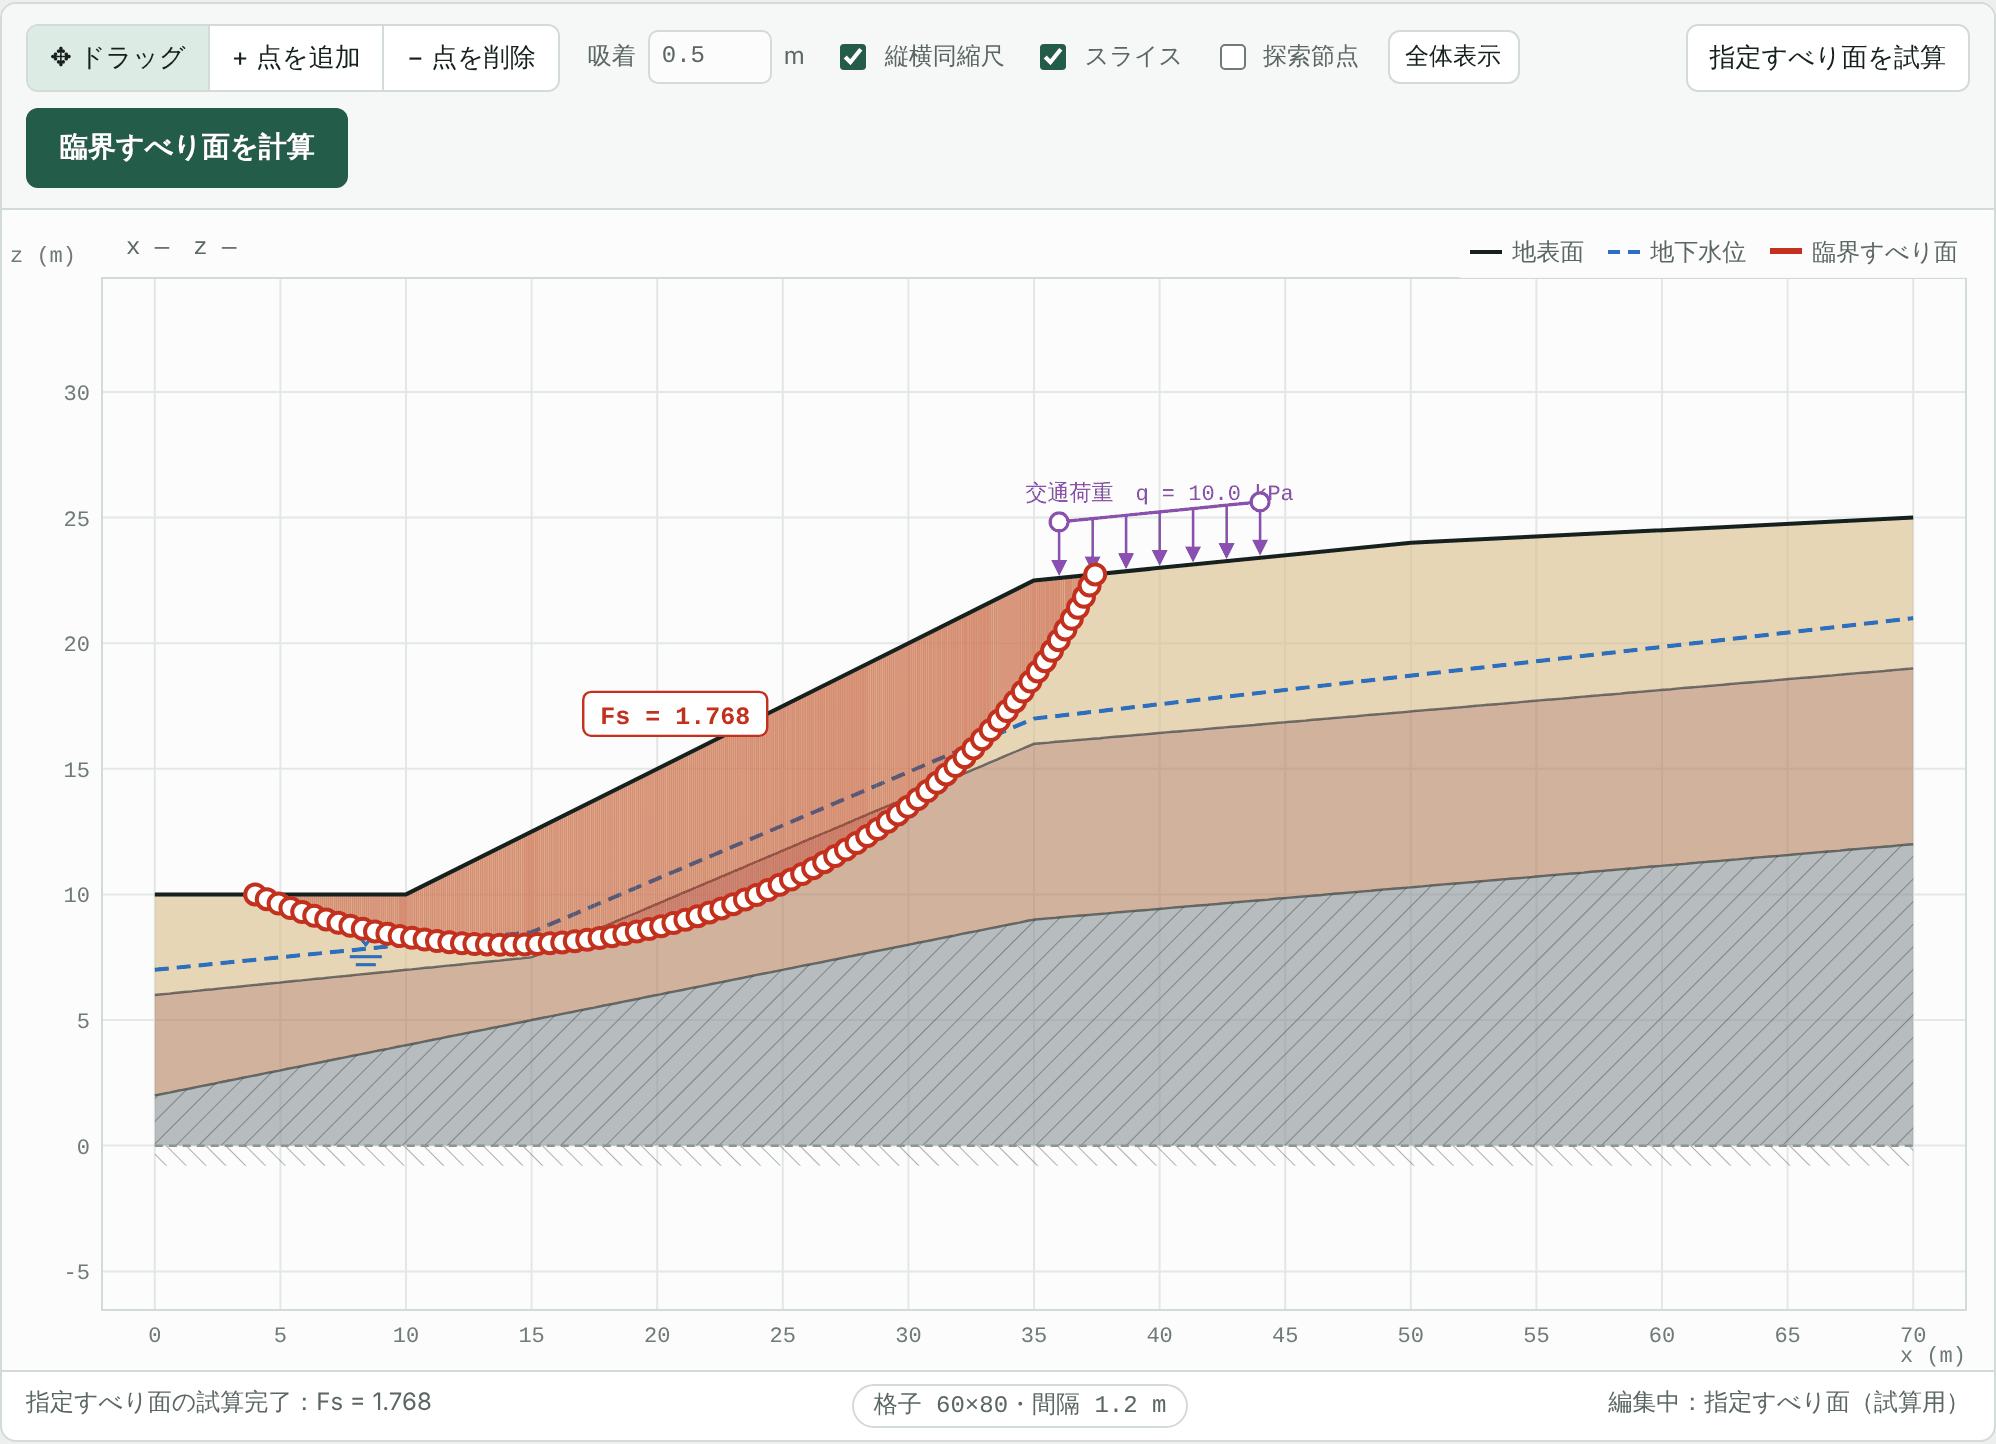 ✥ ドラッグ + 点を追加 − 点を削除 吸着 0.5 m 縦横同縮尺 スライス 探索節点 全体表示 指定すべり面を試算
臨界すべり面を計算
z (m) x — z —
地表面 地下水位 臨界すべり面
30
交通荷重 q = 10.0 kPa
25
20
Fs = 1.768
15
10
5
0
-5
0 5 10 15 20 25 30 35 40 45 50 55 60 65 70
x (m)
指定すべり面の試算完了：Fs = 1.768 格子 60×80・間隔 1.2 m 編集中：指定すべり面（試算用）